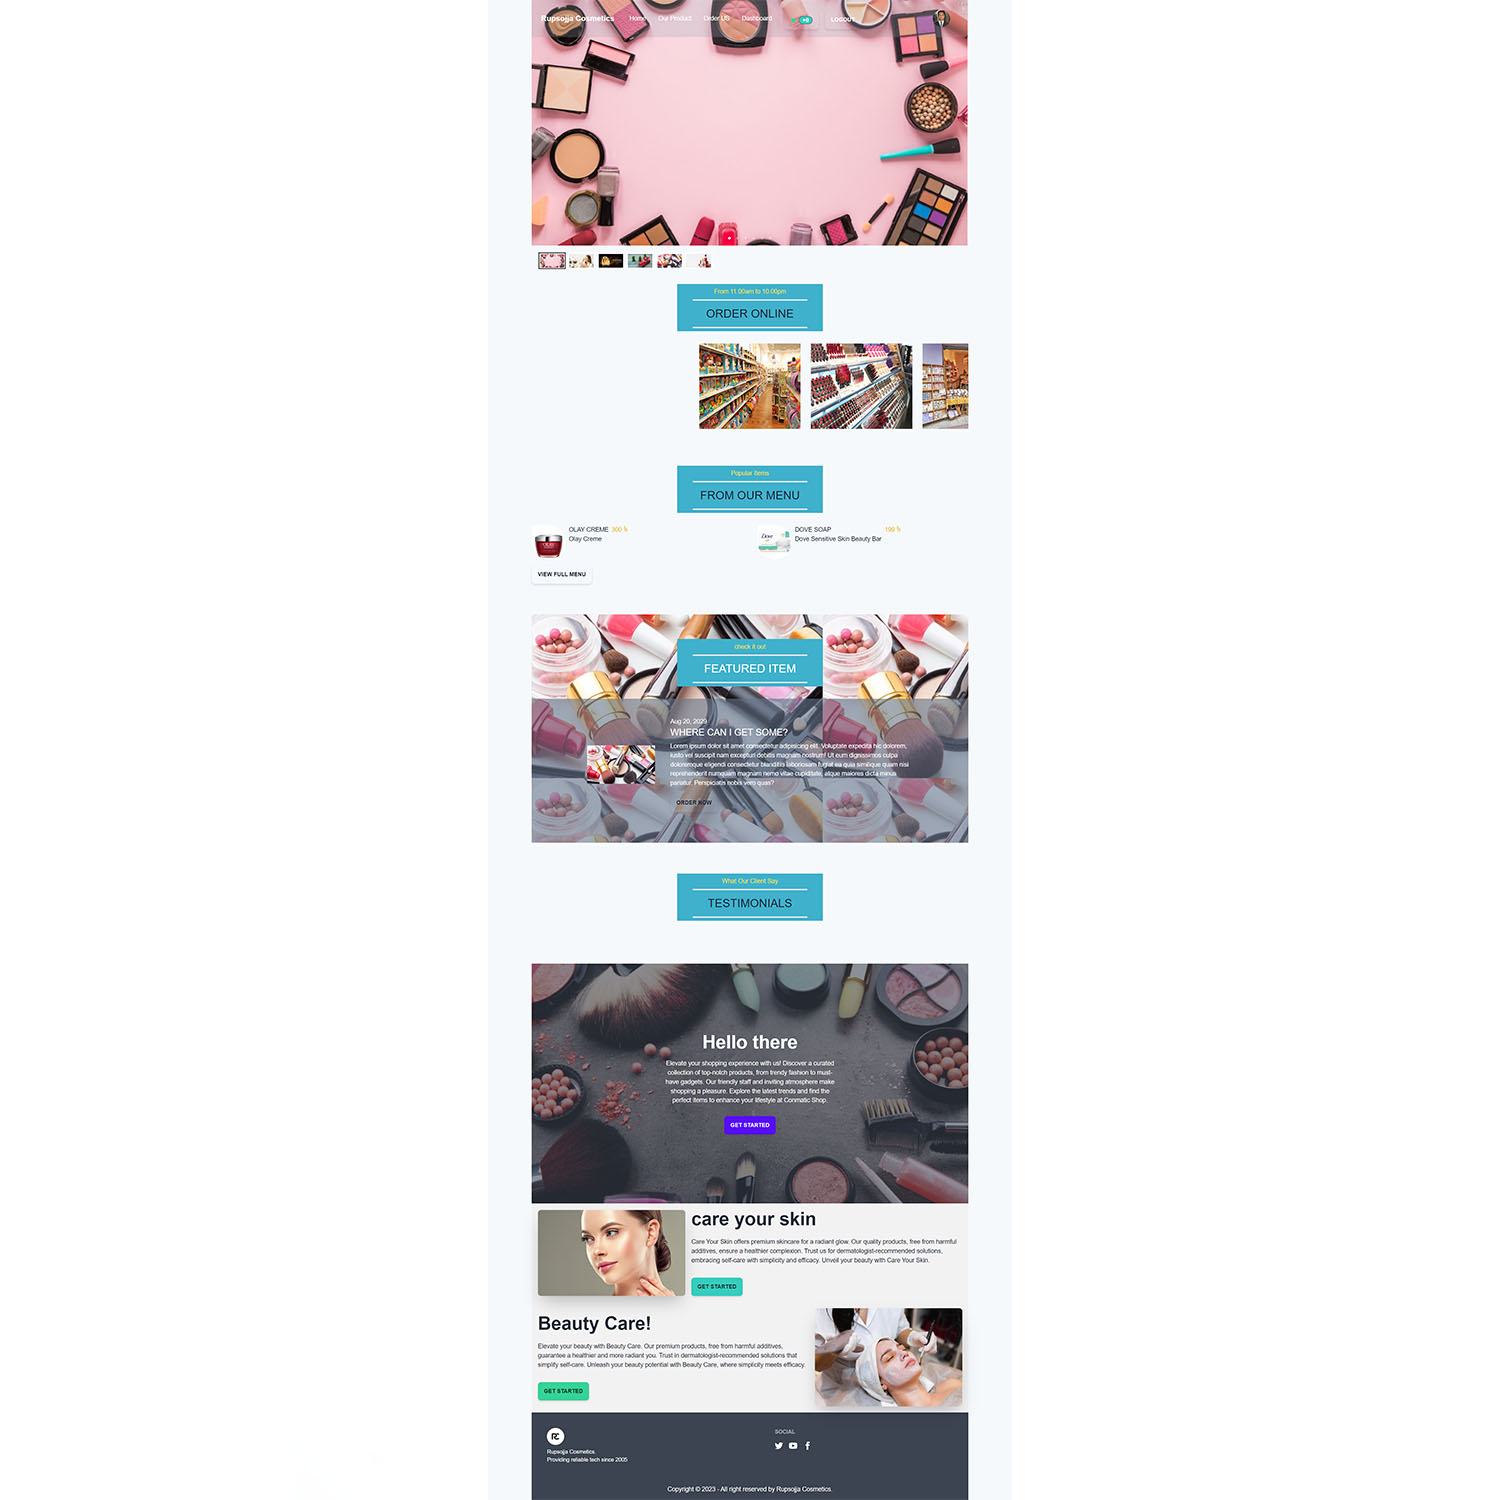 Rupsojja Cosmetics Home Our Product Order US Dashboard +0 LOGOUT
From 11.00am to 10.00pm
ORDER ONLINE
Popular items
FROM OUR MENU
OLAY CREME 300 ৳
Olay Creme
DOVE SOAP 199 ৳
Dove Sensitive Skin Beauty Bar
VIEW FULL MENU
check it out
FEATURED ITEM
Aug 20, 2029
WHERE CAN I GET SOME?
Lorem ipsum dolor sit amet consectetur adipisicing elit. Voluptate expedita hic dolorem,
iusto vel suscipit nam excepturi debitis magnam nostrum! Ut eum dignissimos culpa
doloremque eligendi consectetur blanditiis laboriosam fugiat ea quia similique quam nisi
reprehenderit numquam magnam nemo vitae cupiditate, atque maiores dicta minus
pariatur. Perspiciatis nobis vero quas?
ORDER NOW
What Our Client Say
TESTIMONIALS
Hello there
Elevate your shopping experience with us! Discover a curated
collection of top-notch products, from trendy fashion to must-
have gadgets. Our friendly staff and inviting atmosphere make
shopping a pleasure. Explore the latest trends and find the
perfect items to enhance your lifestyle at Conmatic Shop.
GET STARTED
care your skin
Care Your Skin offers premium skincare for a radiant glow. Our quality products, free from harmful
additives, ensure a healthier complexion. Trust us for dermatologist-recommended solutions,
embracing self-care with simplicity and efficacy. Unveil your beauty with Care Your Skin.
GET STARTED
Beauty Care!
Elevate your beauty with Beauty Care. Our premium products, free from harmful additives,
guarantee a healthier and more radiant you. Trust in dermatologist-recommended solutions that
simplify self-care. Unleash your beauty potential with Beauty Care, where simplicity meets efficacy.
GET STARTED
RC
Rupsojja Cosmetics.
Providing reliable tech since 2005
SOCIAL
Copyright © 2023 - All right reserved by Rupsojja Cosmetics.